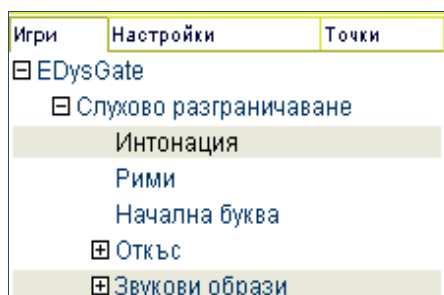 Игри Настройки Точки
EDysGate
Слухово разграничаване
Интонация
Рими
Начална буква
Откъс
Звукови образи